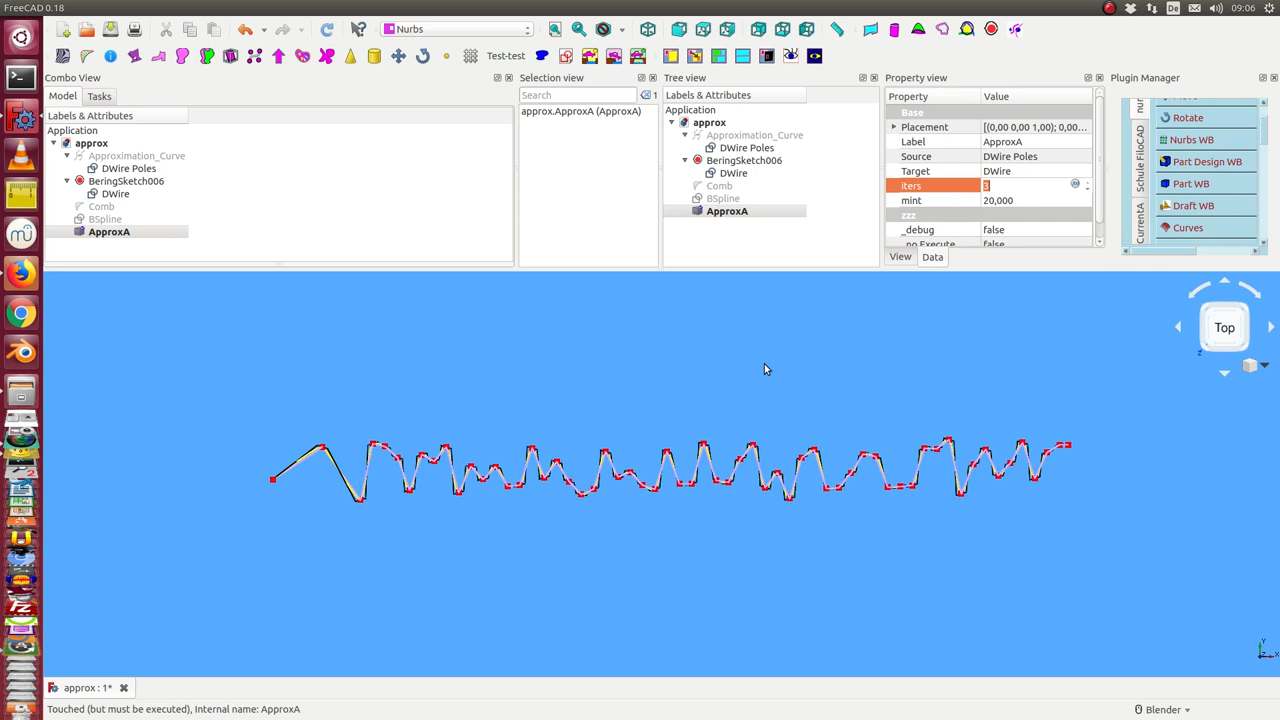 FreeCAD 0.18
De
09:06
Nurbs
Test-test
Combo View
Selection view
Tree view
Property view
Plugin Manager
Model
Tasks
Labels & Attributes
Application
approx
Approximation_Curve
DWire Poles
BeringSketch006
DWire
Comb
BSpline
ApproxA
Search
1
approx.ApproxA (ApproxA)
Labels & Attributes
Application
approx
Approximation_Curve
DWire Poles
BeringSketch006
DWire
Comb
BSpline
ApproxA
Property Value
Base
Placement [(0,00 0,00 1,00); 0,00...
Label ApproxA
Source DWire Poles
Target DWire
iters 3
mint 20,000
zzz
_debug false
_no Execute false
View Data
Schule FiloCAD
CurrentA
Rotate
Nurbs WB
Part Design WB
Part WB
Draft WB
Curves
Top
Z
Y
X
Z
approx : 1*
Touched (but must be executed), Internal name: ApproxA
Blender